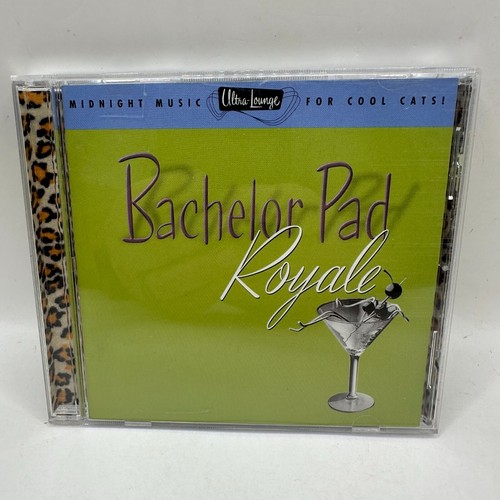 MIDNIGHT MUSIC Ultra-Lounge FOR COOL CATS!
Bachelor Pad
Royale